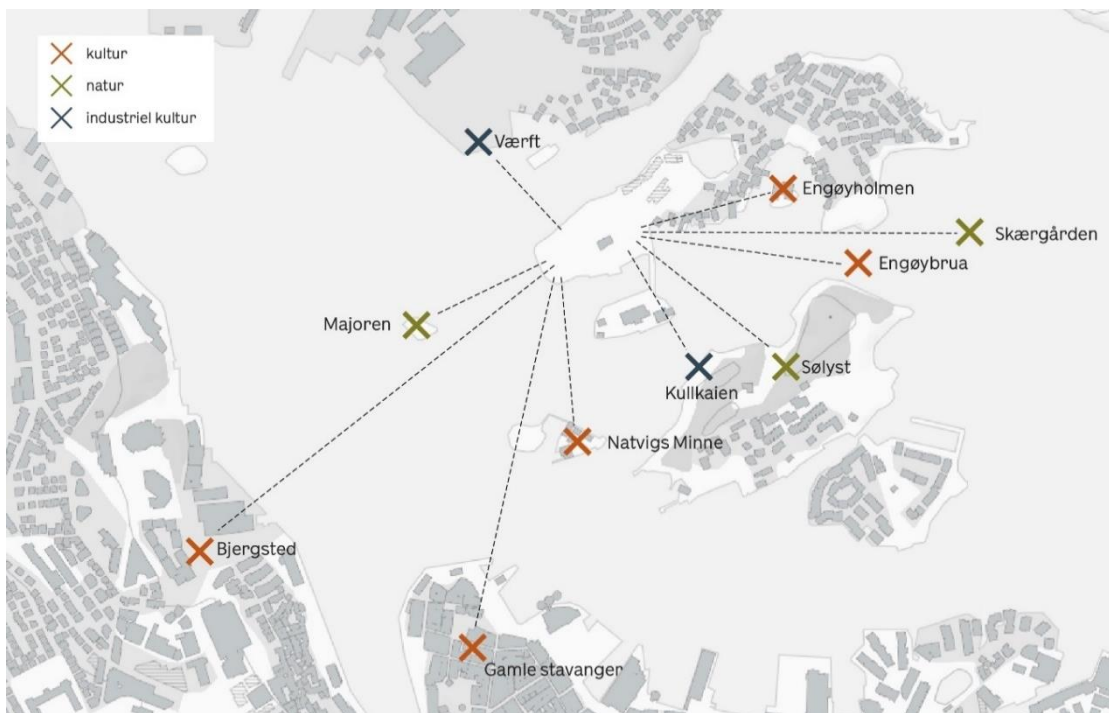 kultur
natur
industriel kultur
Værft
Engøyholmen
Skærgården
Engøybrua
Majoren
Sølyst
Kullkaien
Natvigs Minne
Bjergsted
Gamle stavanger